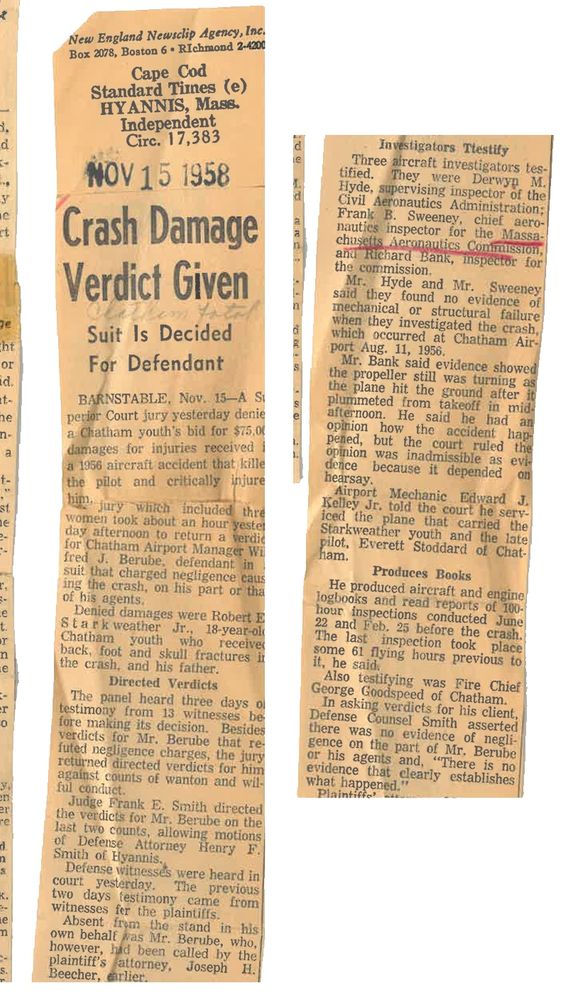 New England Newsclip Agency, Inc.
Box 2078, Boston 6 • RIchmond 2-4200
Cape Cod
Standard Times (e)
HYANNIS, Mass.
Independent
Circ. 17,383
NOV 15 1958
Crash Damage
Verdict Given
Chatham fatal
Suit Is Decided
For Defendant
BARNSTABLE, Nov. 15—A Su
perior Court jury yesterday denie
a Chatham youth's bid for $75,00
damages for injuries received i
a 1956 aircraft accident that kille
the pilot and critically injure
him.
jury which included thre
women took about an hour yester
day afternoon to return a verdic
for Chatham Airport Manager Wil
fred J. Berube, defendant in
suit that charged negligence caus
ing the crash, on his part or tha
of his agents.
Denied damages were Robert E
Starkweather Jr., 18-year-old
Chatham youth who received
back, foot and skull fractures in
the crash, and his father.
Directed Verdicts
The panel heard three days o
testimony from 13 witnesses be-
fore making its decision. Besides
verdicts for Mr. Berube that re-
futed negligence charges, the jury
returned directed verdicts for him
against counts of wanton and wil-
ful conduct.
Judge Frank E. Smith directed
the verdicts for Mr. Berube on the
last two counts, allowing motions
of Defense Attorney Henry F.
Smith of Hyannis.
Defense witnesses were heard in
court yesterday. The previous
two days testimony came from
witnesses for the plaintiffs.
Absent from the stand in his
own behalf was Mr. Berube, who,
however, had been called by the
plaintiff's attorney, Joseph H.
Beecher, earlier.
Investigators Ttestify
Three aircraft investigators tes-
tified. They were Derwyn M.
Hyde, supervising inspector of the
Civil Aeronautics Administration;
Frank B. Sweeney, chief aero-
nautics inspector for the Massa-
chusetts Aeronautics Commission,
and Richard Bank, inspector for
the commission.
Mr. Hyde and Mr. Sweeney
said they found no evidence of
mechanical or structural failure
when they investigated the crash,
which occurred at Chatham Air-
port Aug. 11, 1956.
Mr. Bank said evidence showed
the propeller still was turning as
the plane hit the ground after it
plummeted from takeoff in mid-
afternoon. He said he had an
opinion how the accident hap-
pened, but the court ruled the
opinion was inadmissible as evi-
dence because it depended on
hearsay.
Airport Mechanic Edward J.
Kelley Jr. told the court he serv-
iced the plane that carried the
Starkweather youth and the late
pilot, Everett Stoddard of Chat-
ham.
Produces Books
He produced aircraft and engine
logbooks and read reports of 100-
hour inspections conducted June
22 and Feb. 25 before the crash.
The last inspection took place
some 61 flying hours previous to
it, he said.
Also testifying was Fire Chief
George Goodspeed of Chatham.
In asking verdicts for his client,
Defense Counsel Smith asserted
there was no evidence of negli-
gence on the part of Mr. Berube
or his agents and, "There is no
evidence that clearly establishes
what happened."